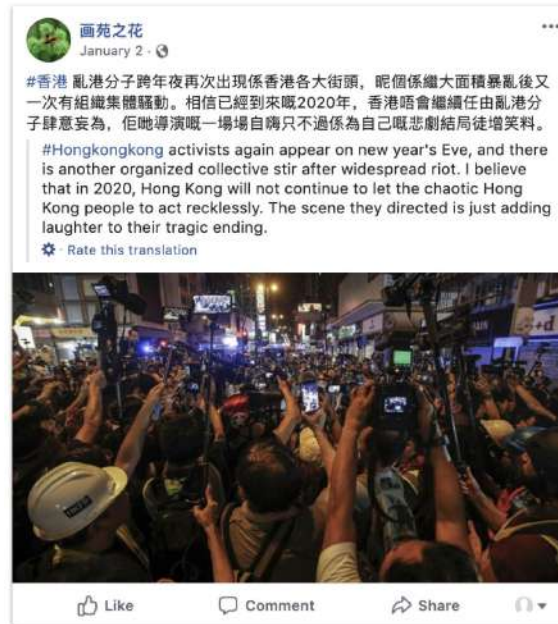 画苑之花
January 2 ·
#香港 亂港分子跨年夜再次出現係香港各大街頭，呢個係繼大面積暴亂後又
一次有組織集體騷動。相信已經到來嘅2020年，香港唔會繼續任由亂港分
子肆意妄為，佢哋導演嘅一場場自嗨只不過係為自己嘅悲劇結局徒增笑料。
#Hongkongkong activists again appear on new year's Eve, and there
is another organized collective stir after widespread riot. I believe
that in 2020, Hong Kong will not continue to let the chaotic Hong
Kong people to act recklessly. The scene they directed is just adding
laughter to their tragic ending.
· Rate this translation
Like Comment Share